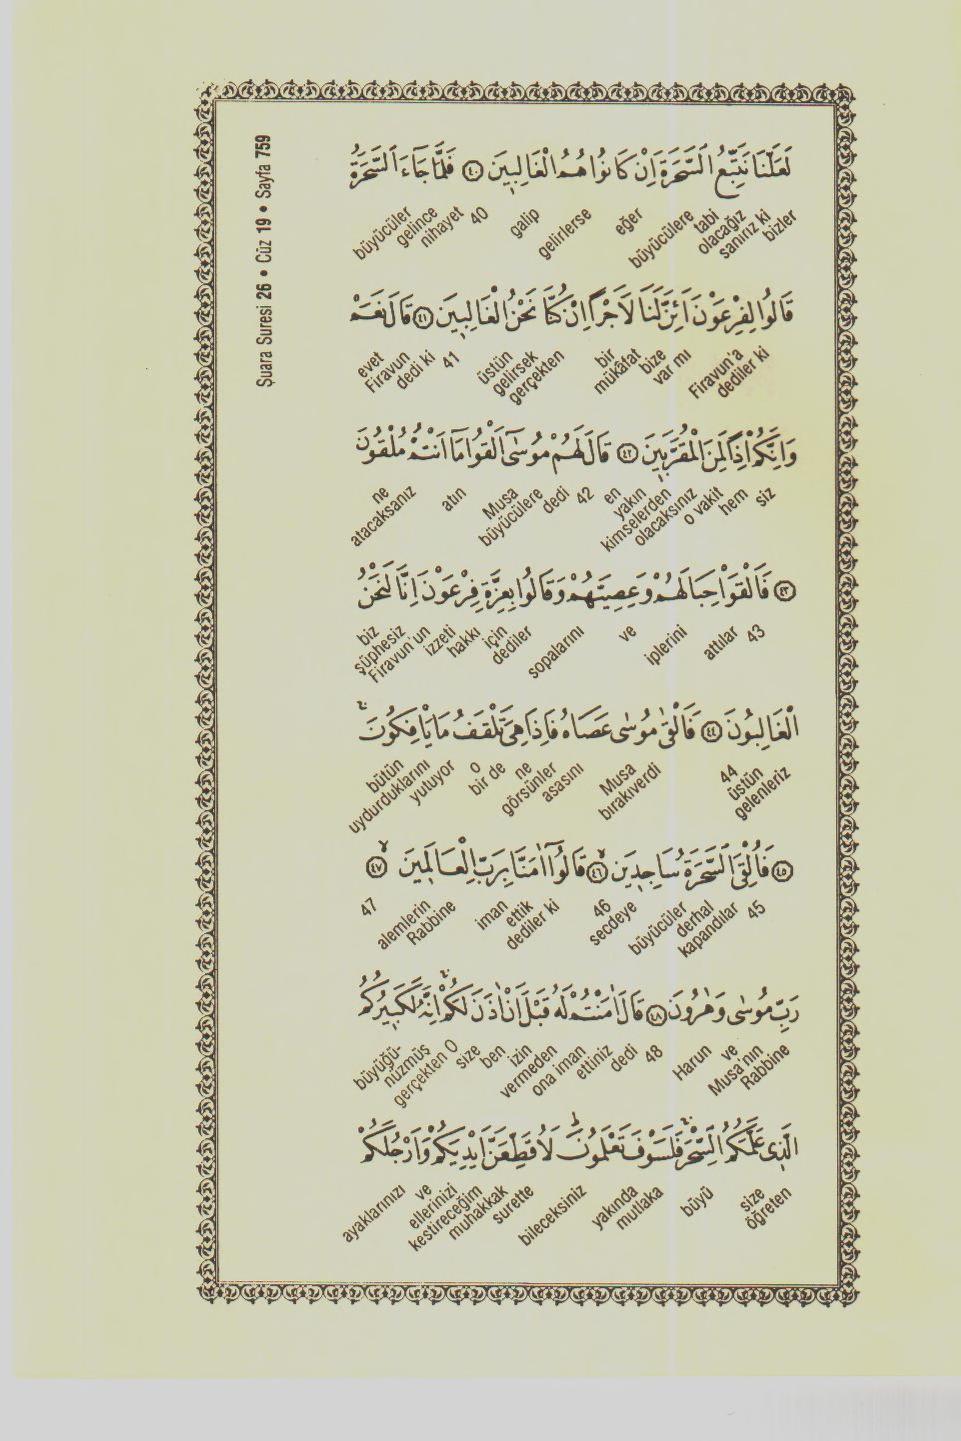 Şuara Suresi 26 • Cüz 19 • Sayfa 759
لَعَلَّنَا نَتَّبِعُ السَّحَرَةَ اِنْ كَانُوا هُمُ الْغَالِبِينَ ﴿٤٠﴾ فَلَمَّا جَاءَ السَّحَرَةُ
bizler sanırız ki olacağız tabi büyücülere eğer gelirlerse galip 40 nihayet gelince büyücüler
قَالُوا لِفِرْعَوْنَ اَئِنَّ لَنَا لَاَجْرًا اِنْ كُنَّا نَحْنُ الْغَالِبِينَ ﴿٤١﴾ قَالَ نَعَمْ
dediler ki Firavun'a var mı bize mükâfat bir gerçekten gelirsek üstün 41 dedi ki Firavun evet
وَاِنَّكُمْ اِذًا لَمِنَ الْمُقَرَّبِينَ ﴿٤٢﴾ قَالَ لَهُمْ مُوسٰٓى اَلْقُوا مَا اَنْتُمْ مُلْقُونَ
siz hem o vakit olacaksınız kimselerden yakın en 42 dedi büyücülere Musa atın atacaksanız ne
﴿٤٣﴾ فَاَلْقَوْا حِبَالَهُمْ وَعِصِيَّهُمْ وَقَالُوا بِعِزَّةِ فِرْعَوْنَ اِنَّا لَنَحْنُ
43 attılar iplerini ve sopalarını dediler için hakkı izzeti Firavun'un şüphesiz biz
الْغَالِبُونَ ﴿٤٤﴾ فَاَلْقٰى مُوسٰى عَصَاهُ فَاِذَا هِىَ تَلْقَفُ مَا يَاْفِكُونَ
gelenleriz üstün 44 bırakıverdi Musa asasını görsünler ne bir de o yutuyor uydurduklarını bütün
﴿٤٥﴾ فَاُلْقِىَ السَّحَرَةُ سَاجِدِينَ ﴿٤٦﴾ قَالُوٓا اٰمَنَّا بِرَبِّ الْعَالَمِينَ ﴿٤٧﴾
45 kapandılar derhal büyücüler secdeye 46 dediler ki ettik iman Rabbine alemlerin 47
رَبِّ مُوسٰى وَهٰرُونَ ﴿٤٨﴾ قَالَ اٰمَنْتُمْ لَهُ قَبْلَ اَنْ اٰذَنَ لَكُمْ اِنَّهُ لَكَبِيرُكُمُ
Rabbine Musa'nın ve Harun 48 dedi ettiniz ona iman vermeden izin ben size gerçekten O büyüğü-nüzmüş
الَّذِى عَلَّمَكُمُ السِّحْرَ فَلَسَوْفَ تَعْلَمُونَ لَاُقَطِّعَنَّ اَيْدِيَكُمْ وَاَرْجُلَكُمْ
öğreten size büyü mutlaka yakında bileceksiniz surette muhakkak kestireceğim ellerinizi ve ayaklarınızı